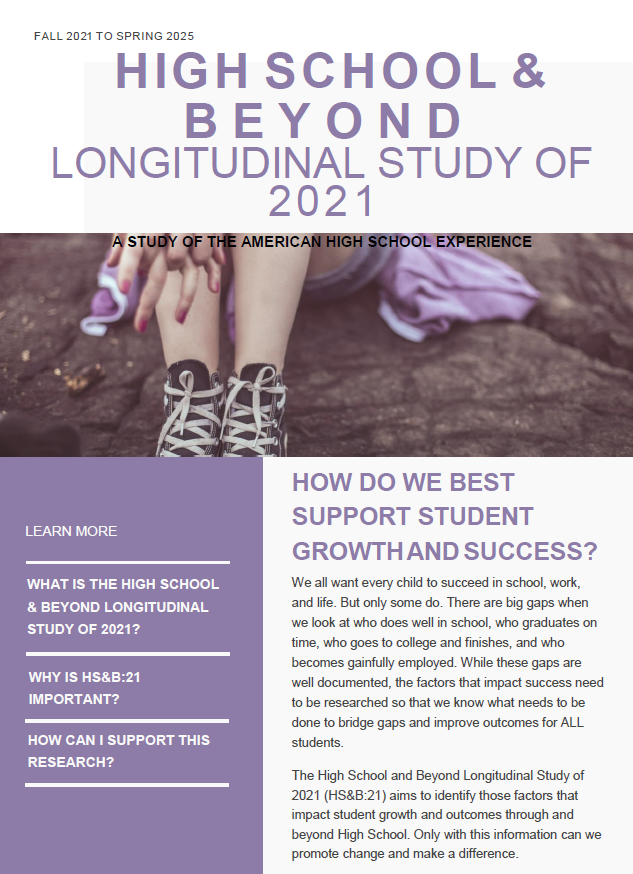 FALL 2021 TO SPRING 2025
HIGH SCHOOL &
BEYOND
LONGITUDINAL STUDY OF
2021
A STUDY OF THE AMERICAN HIGH SCHOOL EXPERIENCE
LEARN MORE
WHAT IS THE HIGH SCHOOL
& BEYOND LONGITUDINAL
STUDY OF 2021?
WHY IS HS&B:21
IMPORTANT?
HOW CAN I SUPPORT THIS
RESEARCH?
HOW DO WE BEST
SUPPORT STUDENT
GROWTH AND SUCCESS?
We all want every child to succeed in school, work,
and life. But only some do. There are big gaps when
we look at who does well in school, who graduates on
time, who goes to college and finishes, and who
becomes gainfully employed. While these gaps are
well documented, the factors that impact success need
to be researched so that we know what needs to be
done to bridge gaps and improve outcomes for ALL
students.
The High School and Beyond Longitudinal Study of
2021 (HS&B:21) aims to identify those factors that
impact student growth and outcomes through and
beyond High School. Only with this information can we
promote change and make a difference.